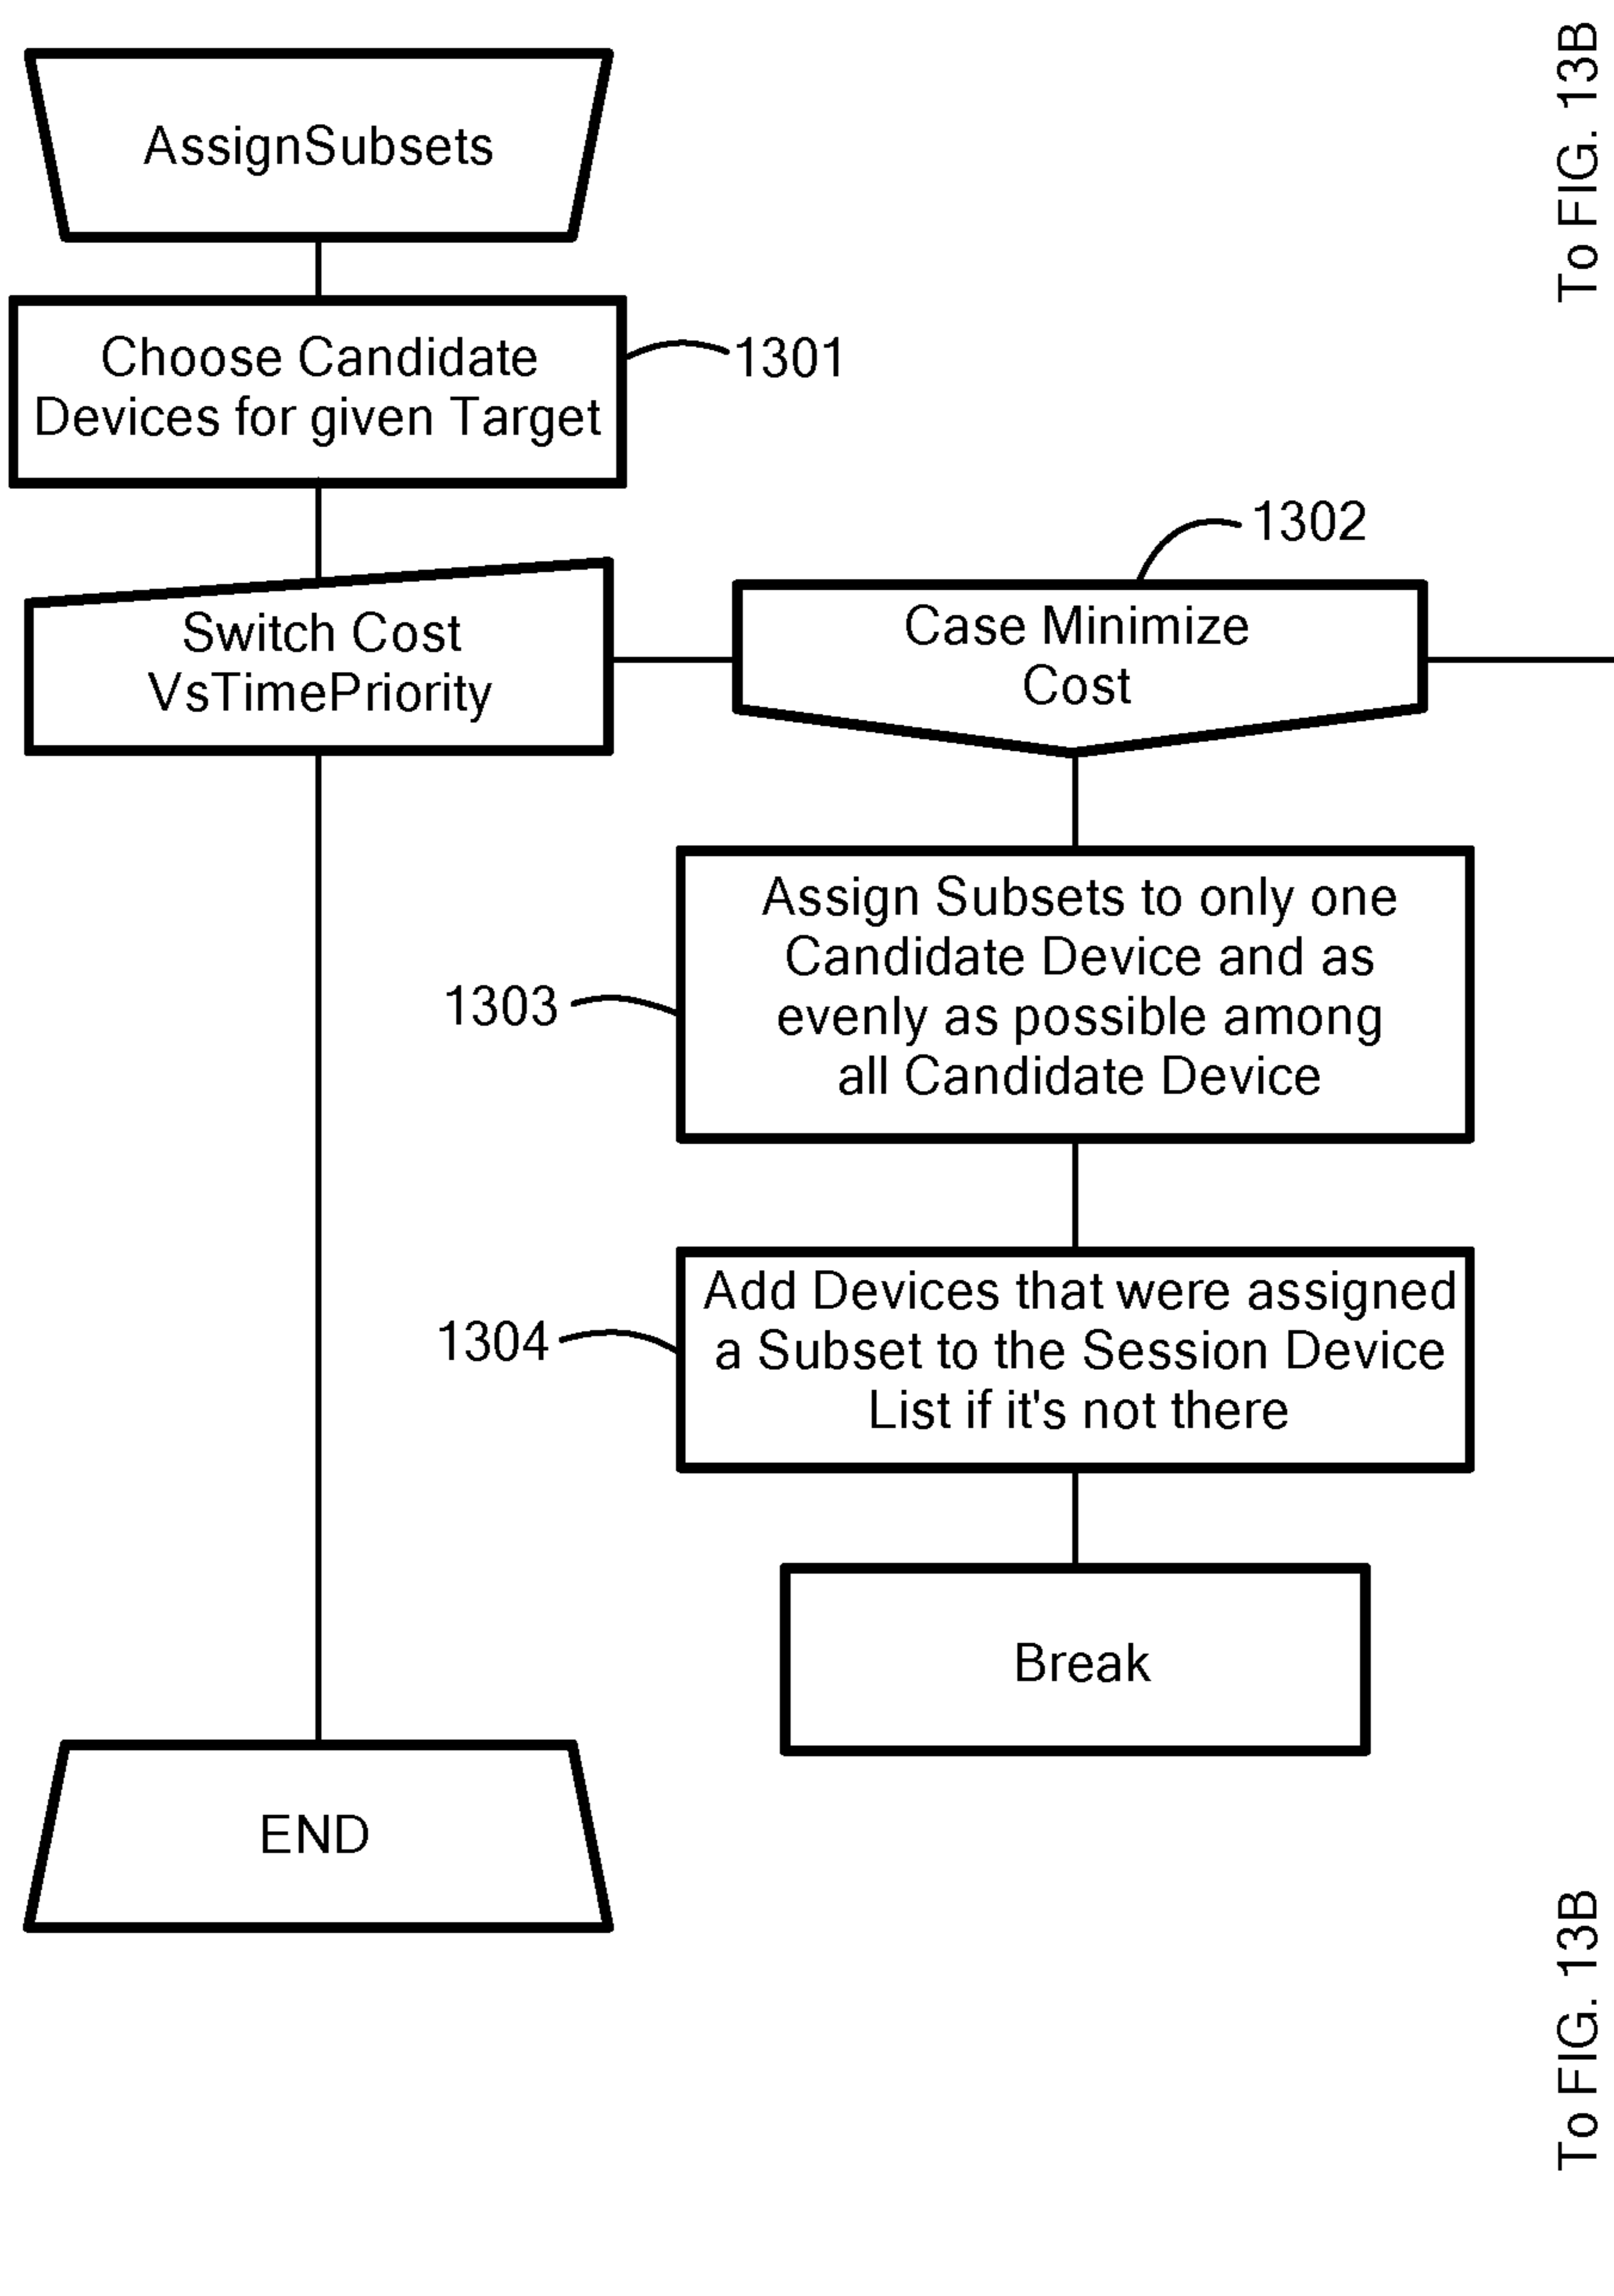 To FIG. 13B
AssignSubsets
Choose Candidate
Devices for given Target
1301
1302
Switch Cost
VsTimePriority
Case Minimize
Cost
Assign Subsets to only one
Candidate Device and as
evenly as possible among
all Candidate Device
1303
Add Devices that were assigned
a Subset to the Session Device
List if it's not there
1304
Break
END
To FIG. 13B